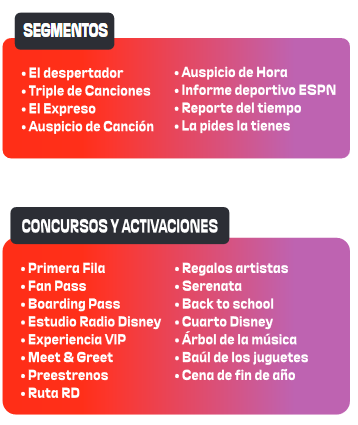 SEGMENTOS
• El despertador
• Triple de Canciones
• El Expreso
• Auspicio de Canción
• Auspicio de Hora
• Informe deportivo ESPN
• Reporte del tiempo
• La pides la tienes
CONCURSOS Y ACTIVACIONES
• Primera Fila
• Fan Pass
• Boarding Pass
• Estudio Radio Disney
• Experiencia VIP
• Meet & Greet
• Preestrenos
• Ruta RD
• Regalos artistas
• Serenata
• Back to school
• Cuarto Disney
• Árbol de la música
• Baúl de los juguetes
• Cena de fin de año